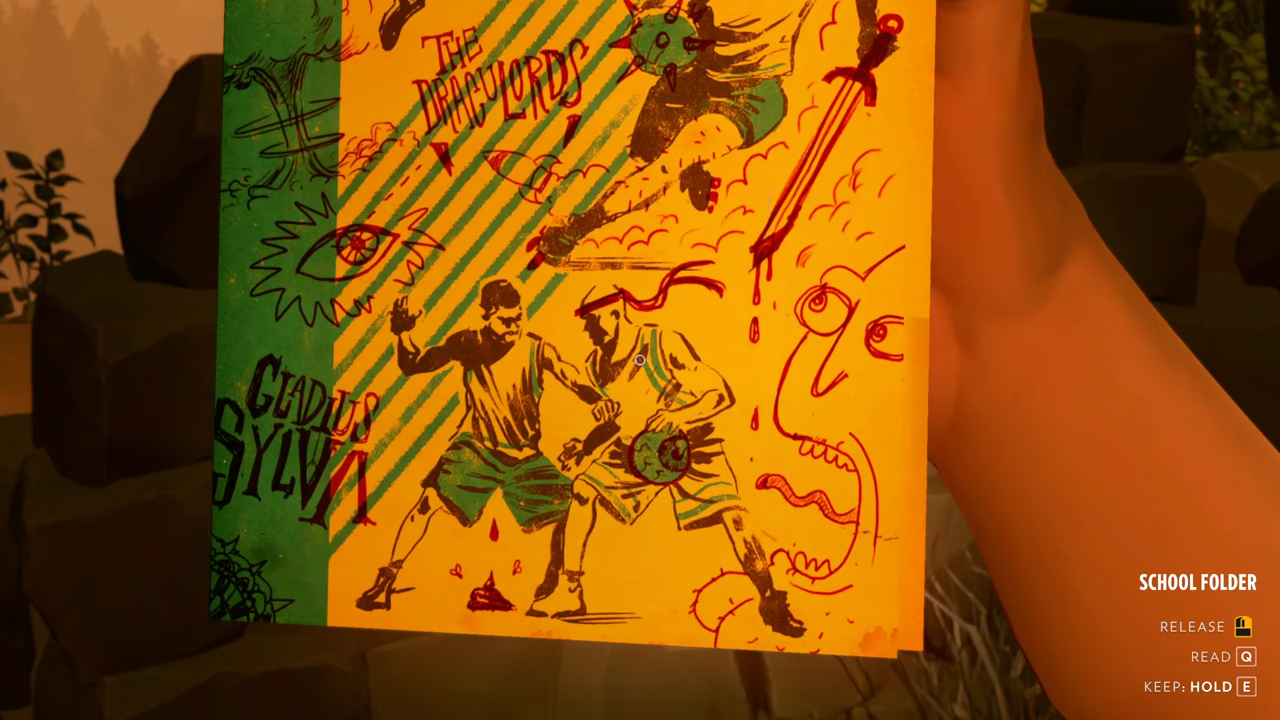 THE
DRAGULORDS
GLADIUS
SYLVA
SCHOOL FOLDER
RELEASE
READ Q
KEEP: HOLD E